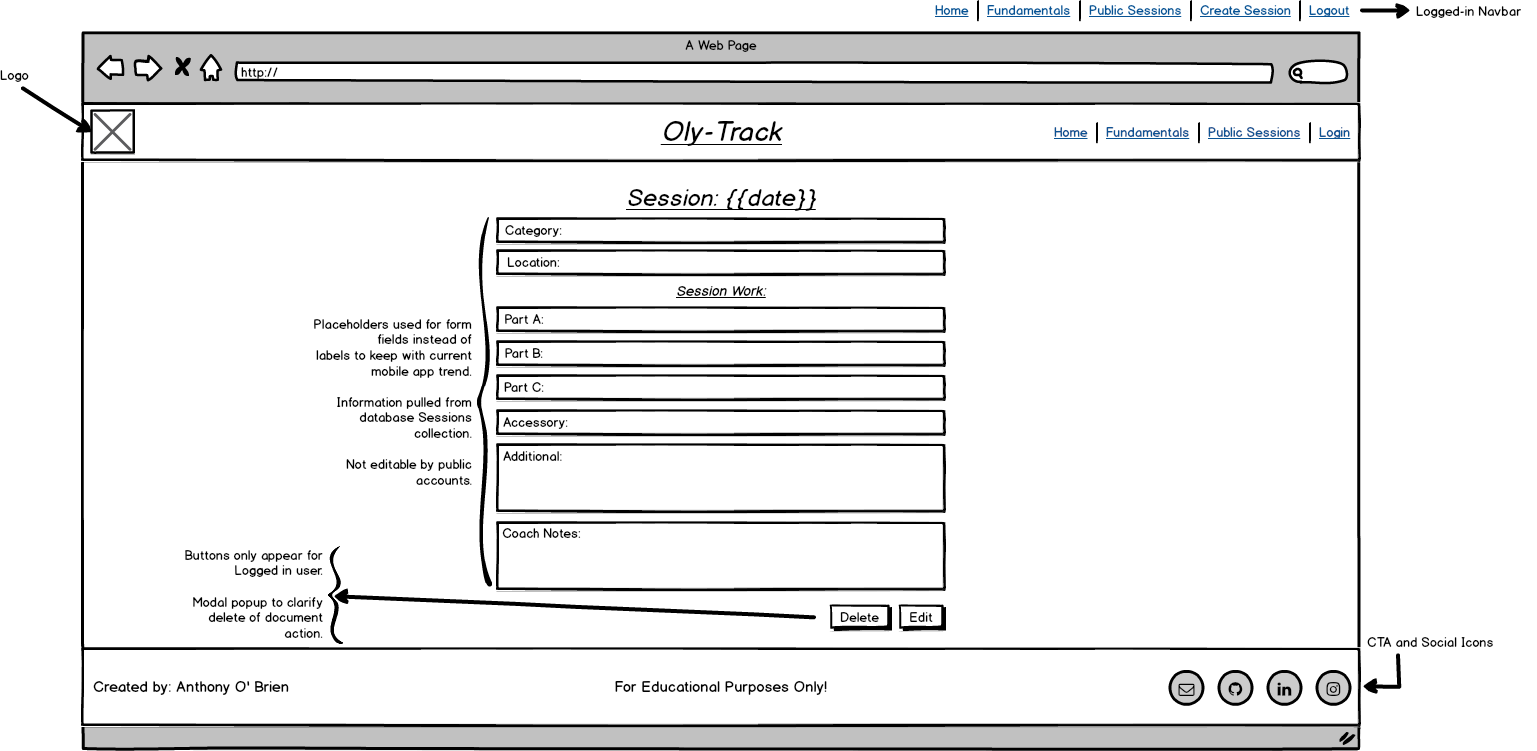 Home Fundamentals Public Sessions Create Session Logout Logged-in Navbar
A Web Page
http://
Logo
Oly-Track
Home Fundamentals Public Sessions Login
Session: {{date}}
Category:
Location:
Session Work:
Part A:
Part B:
Part C:
Accessory:
Additional:
Coach Notes:
Placeholders used for form
fields instead of
labels to keep with current
mobile app trend.
Information pulled from
database Sessions
collection.
Not editable by public
accounts.
Buttons only appear for
Logged in user.
Modal popup to clarify
delete of document
action.
Delete Edit
CTA and Social Icons
Created by: Anthony O' Brien
For Educational Purposes Only!
in